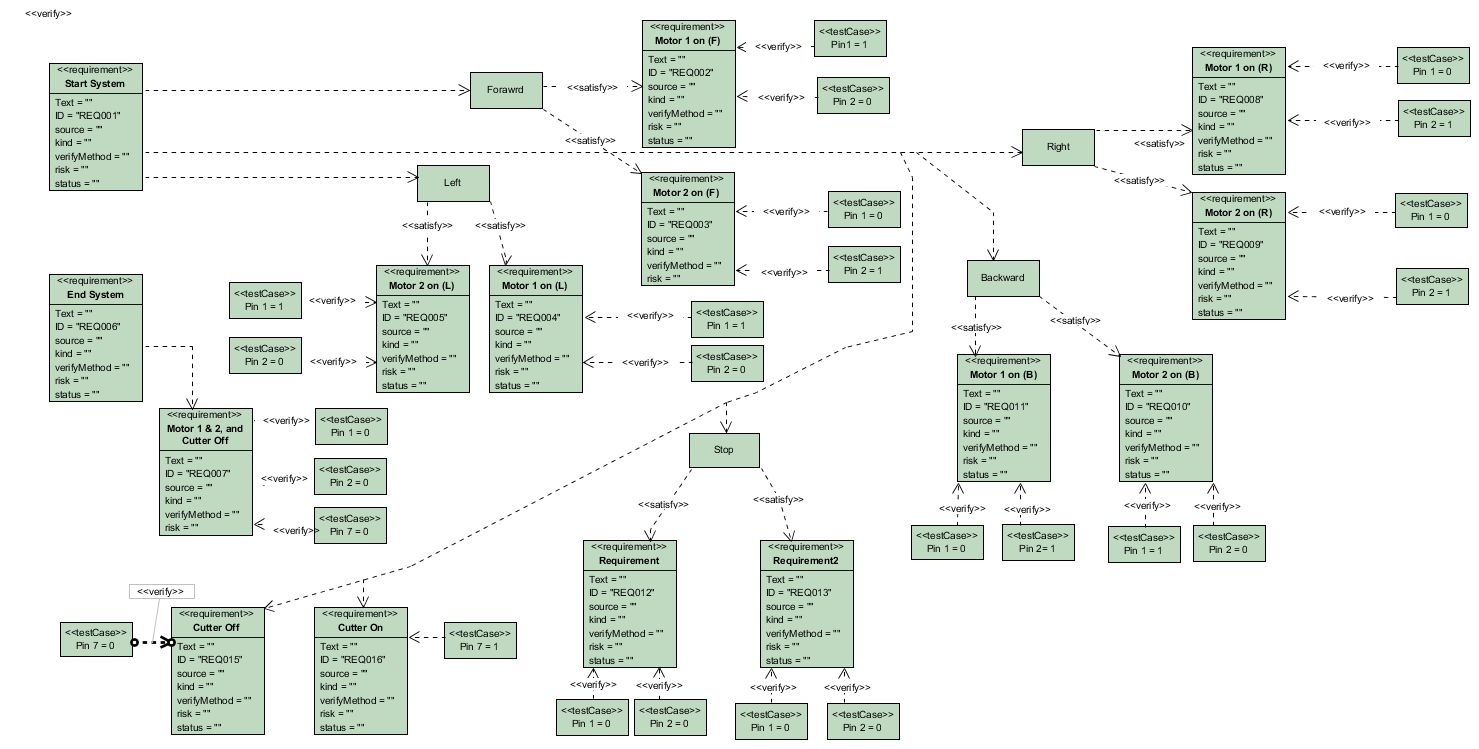 <<verify>>
<<requirement>>
Start System
Text = ""
ID = "REQ001"
source = ""
kind = ""
verifyMethod = ""
risk = ""
status = ""
Forawrd
<<satisfy>>
<<satisfy>>
<<requirement>>
Motor 1 on (F)
Text = ""
ID = "REQ002"
source = ""
kind = ""
verifyMethod = ""
risk = ""
status = ""
<<verify>>
<<testCase>>
Pin1 = 1
<<verify>>
<<testCase>>
Pin 2 = 0
<<requirement>>
Motor 2 on (F)
Text = ""
ID = "REQ003"
source = ""
kind = ""
verifyMethod = ""
risk = ""
<<verify>>
<<testCase>>
Pin 1 = 0
<<verify>>
<<testCase>>
Pin 2 = 1
Right
<<satisfy>>
<<satisfy>>
<<requirement>>
Motor 1 on (R)
Text = ""
ID = "REQ008"
source = ""
kind = ""
verifyMethod = ""
risk = ""
status = ""
<<verify>>
<<testCase>>
Pin 1 = 0
<<verify>>
<<testCase>>
Pin 2 = 1
<<requirement>>
Motor 2 on (R)
Text = ""
ID = "REQ009"
source = ""
kind = ""
verifyMethod = ""
risk = ""
status = ""
<<verify>>
<<testCase>>
Pin 1 = 0
<<verify>>
<<testCase>>
Pin 2 = 1
Left
<<satisfy>>
<<satisfy>>
<<requirement>>
Motor 2 on (L)
Text = ""
ID = "REQ005"
source = ""
kind = ""
verifyMethod = ""
risk = ""
status = ""
<<testCase>>
Pin 1 = 1
<<verify>>
<<testCase>>
Pin 2 = 0
<<verify>>
<<requirement>>
Motor 1 on (L)
Text = ""
ID = "REQ004"
source = ""
kind = ""
verifyMethod = ""
risk = ""
status = ""
<<verify>>
<<testCase>>
Pin 1 = 1
<<verify>>
<<testCase>>
Pin 2 = 0
<<requirement>>
End System
Text = ""
ID = "REQ006"
source = ""
kind = ""
verifyMethod = ""
risk = ""
status = ""
<<requirement>>
Motor 1 & 2, and
Cutter Off
Text = ""
ID = "REQ007"
source = ""
kind = ""
verifyMethod = ""
risk = ""
<<verify>>
<<testCase>>
Pin 1 = 0
<<verify>>
<<testCase>>
Pin 2 = 0
<<verify>>
<<testCase>>
Pin 7 = 0
Backward
<<satisfy>>
<<satisfy>>
<<requirement>>
Motor 1 on (B)
Text = ""
ID = "REQ011"
source = ""
kind = ""
verifyMethod = ""
risk = ""
status = ""
<<verify>>
<<verify>>
<<testCase>>
Pin 1 = 0
<<testCase>>
Pin 2= 1
<<requirement>>
Motor 2 on (B)
Text = ""
ID = "REQ010"
source = ""
kind = ""
verifyMethod = ""
risk = ""
status = ""
<<verify>>
<<verify>>
<<testCase>>
Pin 1 = 1
<<testCase>>
Pin 2 = 0
Stop
<<satisfy>>
<<satisfy>>
<<requirement>>
Requirement
Text = ""
ID = "REQ012"
source = ""
kind = ""
verifyMethod = ""
risk = ""
status = ""
<<verify>>
<<verify>>
<<testCase>>
Pin 1 = 0
<<testCase>>
Pin 2 = 0
<<requirement>>
Requirement2
Text = ""
ID = "REQ013"
source = ""
kind = ""
verifyMethod = ""
risk = ""
status = ""
<<verify>>
<<verify>>
<<testCase>>
Pin 1 = 0
<<testCase>>
Pin 2 = 0
<<verify>>
<<testCase>>
Pin 7 = 0
<<requirement>>
Cutter Off
Text = ""
ID = "REQ015"
source = ""
kind = ""
verifyMethod = ""
risk = ""
status = ""
<<requirement>>
Cutter On
Text = ""
ID = "REQ016"
source = ""
kind = ""
verifyMethod = ""
risk = ""
status = ""
<<testCase>>
Pin 7 = 1